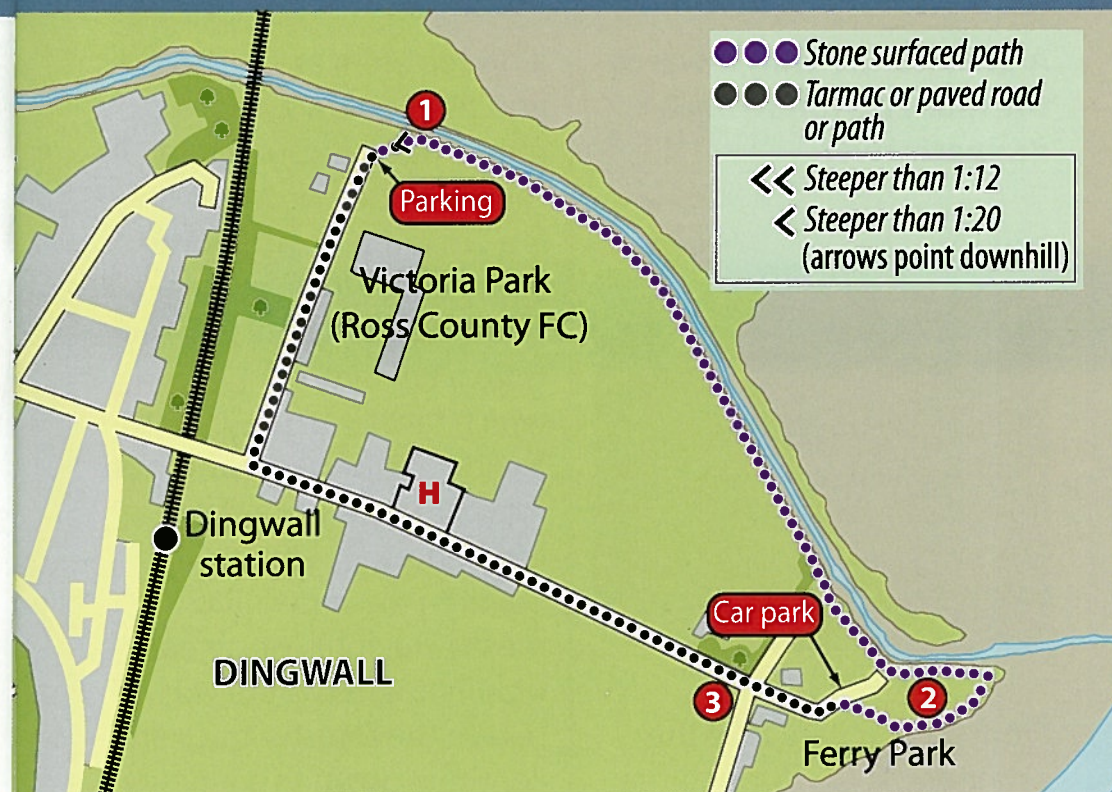 Stone surfaced path
Tarmac or paved road
or path
<< Steeper than 1:12
< Steeper than 1:20
(arrows point downhill)
1
Parking
Victoria Park
(Ross County FC)
H
Dingwall
station
Car park
DINGWALL
3
2
Ferry Park